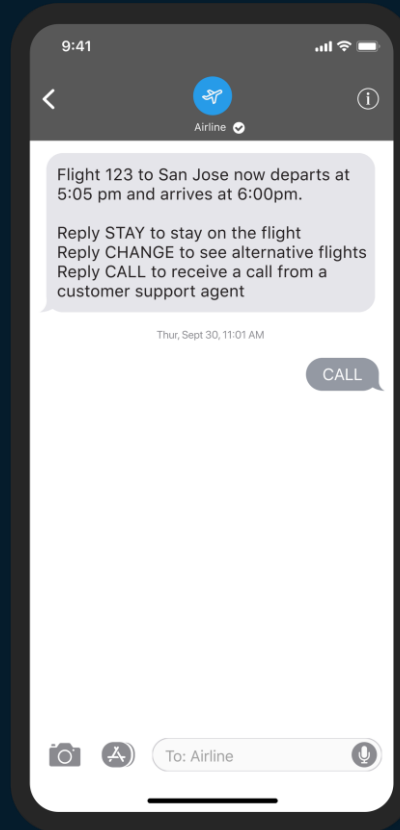 9:41
Airline
Flight 123 to San Jose now departs at
5:05 pm and arrives at 6:00pm.
Reply STAY to stay on the flight
Reply CHANGE to see alternative flights
Reply CALL to receive a call from a
customer support agent
Thur, Sept 30, 11:01 AM
CALL
To: Airline